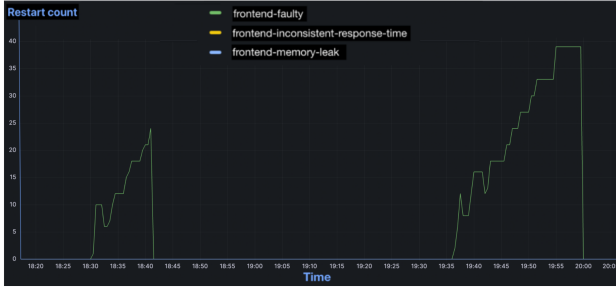 Restart count
frontend-faulty
frontend-inconsistent-response-time
frontend-memory-leak
40
35
30
25
20
15
10
5
0
18:20 18:25 18:30 18:35 18:40 18:45 18:50 18:55 19:00 19:05 19:10 19:15 19:20 19:25 19:30 19:35 19:40 19:45 19:50 19:55 20:00 20:0
Time